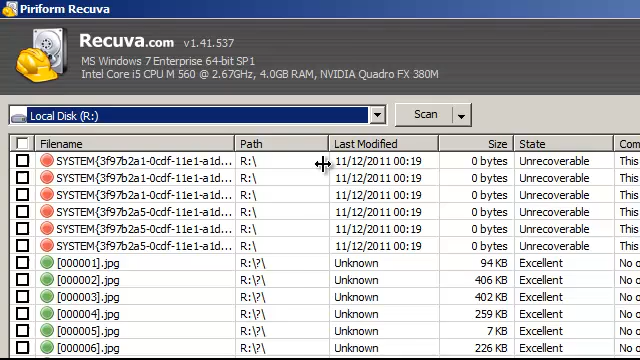 Piriform Recuva
Recuva.com v1.41.537
MS Windows 7 Enterprise 64-bit SP1
Intel Core i5 CPU M 560 @ 2.67GHz, 4.0GB RAM, NVIDIA Quadro FX 380M
Local Disk (R:) Scan
Filename Path Last Modified Size State Com
SYSTEM{3f97b2a1-0cdf-11e1-a1d... R:\ 11/12/2011 00:19 0 bytes Unrecoverable This
SYSTEM{3f97b2a1-0cdf-11e1-a1d... R:\ 11/12/2011 00:19 0 bytes Unrecoverable This
SYSTEM{3f97b2a5-0cdf-11e1-a1d... R:\ 11/12/2011 00:19 0 bytes Unrecoverable This
SYSTEM{3f97b2a5-0cdf-11e1-a1d... R:\ 11/12/2011 00:19 0 bytes Unrecoverable This
SYSTEM{3f97b2a5-0cdf-11e1-a1d... R:\ 11/12/2011 00:19 0 bytes Unrecoverable This
SYSTEM{3f97b2a5-0cdf-11e1-a1d... R:\ 11/12/2011 00:19 0 bytes Unrecoverable This
[000001].jpg R:\?\ Unknown 94 KB Excellent No o
[000002].jpg R:\?\ Unknown 406 KB Excellent No o
[000003].jpg R:\?\ Unknown 402 KB Excellent No o
[000004].jpg R:\?\ Unknown 259 KB Excellent No o
[000005].jpg R:\?\ Unknown 7 KB Excellent No o
[000006].jpg R:\?\ Unknown 226 KB Excellent No o